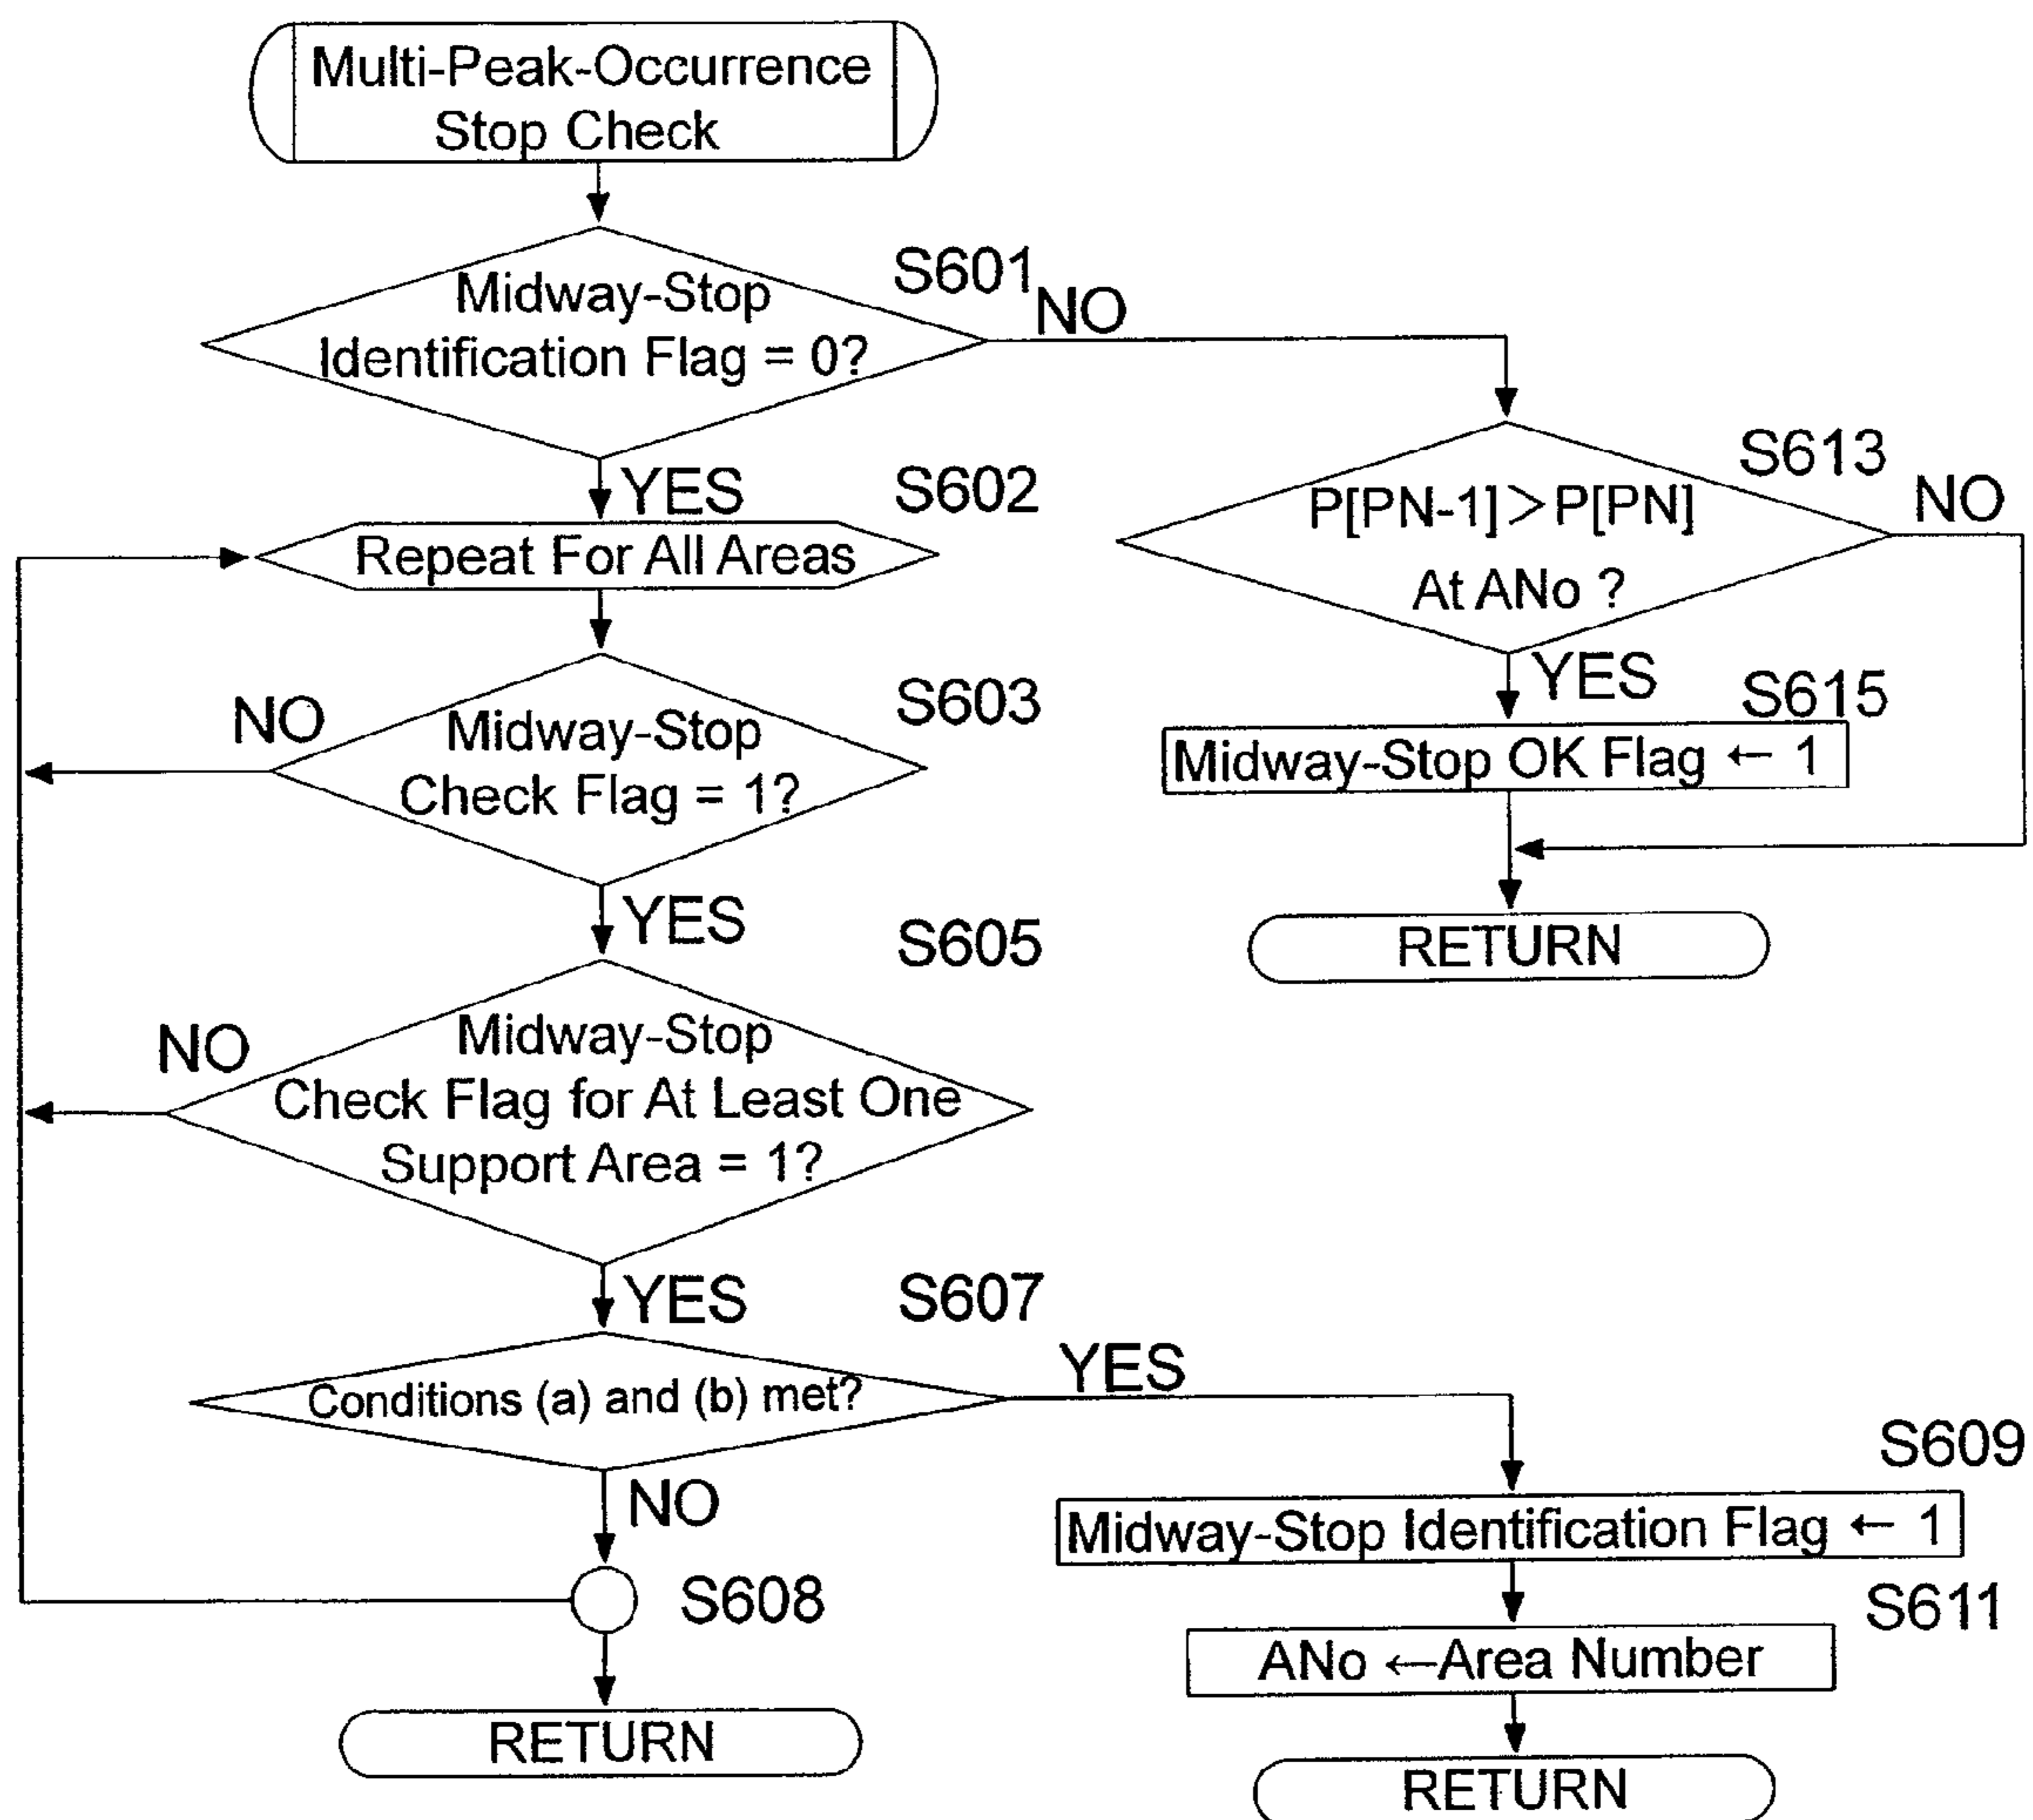 Multi-Peak-Occurrence
Stop Check
S601
Midway-Stop
Identification Flag = 0?
NO
YES
S602
Repeat For All Areas
S603
NO
Midway-Stop
Check Flag = 1?
YES
S605
NO
Midway-Stop
Check Flag for At Least One
Support Area = 1?
YES
S607
Conditions (a) and (b) met?
YES
NO
S608
RETURN
S613
P[PN-1]>P[PN]
At ANo ?
NO
YES
S615
Midway-Stop OK Flag ← 1
RETURN
S609
Midway-Stop Identification Flag ← 1
S611
ANo ←Area Number
RETURN